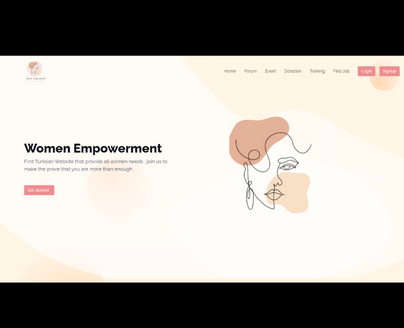 Home Forum Event Donation Training Find Job Login Signup
Women Empowerment
First Tunisian Website that provide all women needs . join us to
make the prove that you are more than enough
Get started